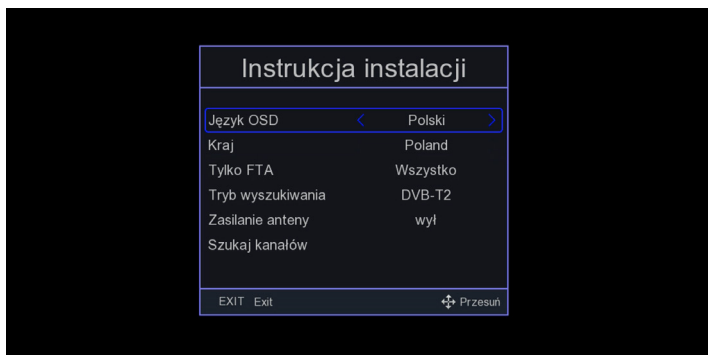 Instrukcja instalacji
Język OSD Polski
Kraj Poland
Tylko FTA Wszystko
Tryb wyszukiwania DVB-T2
Zasilanie anteny wył
Szukaj kanałów
EXIT Exit Przesuń